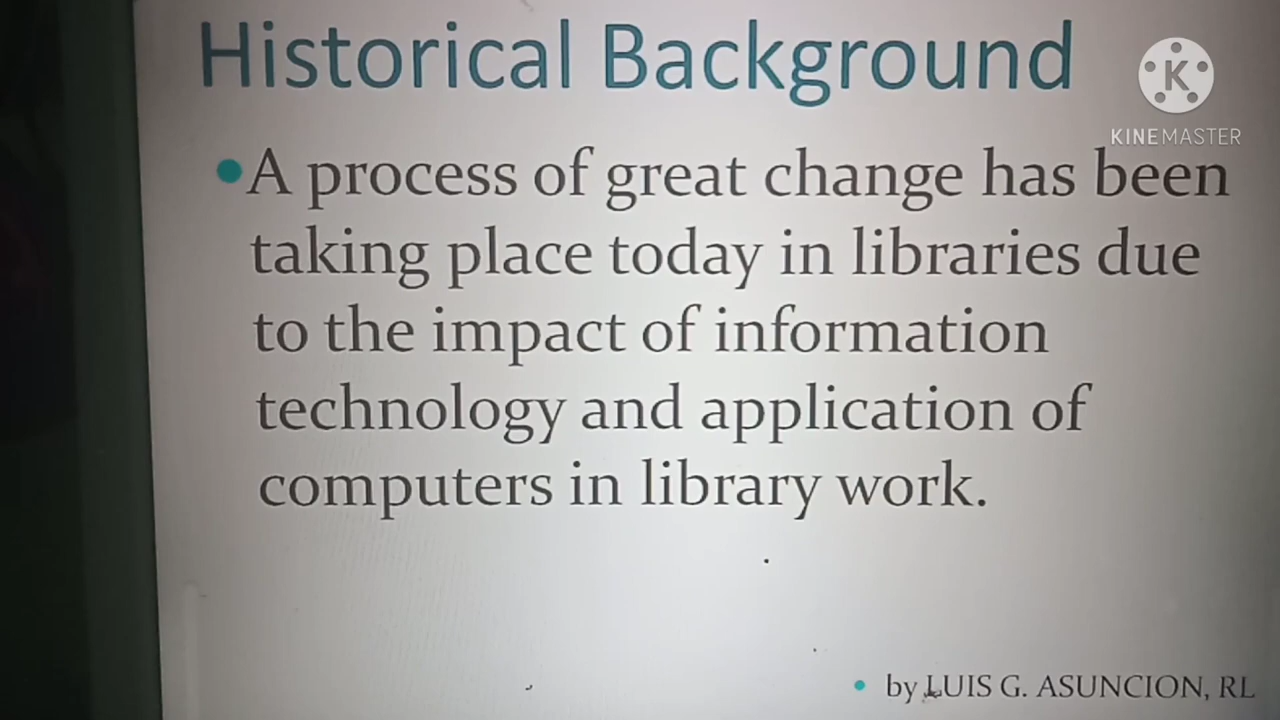 Historical Background
K
KINEMASTER
•A process of great change has been
taking place today in libraries due
to the impact of information
technology and application of
computers in library work.
• by LUIS G. ASUNCION, RL